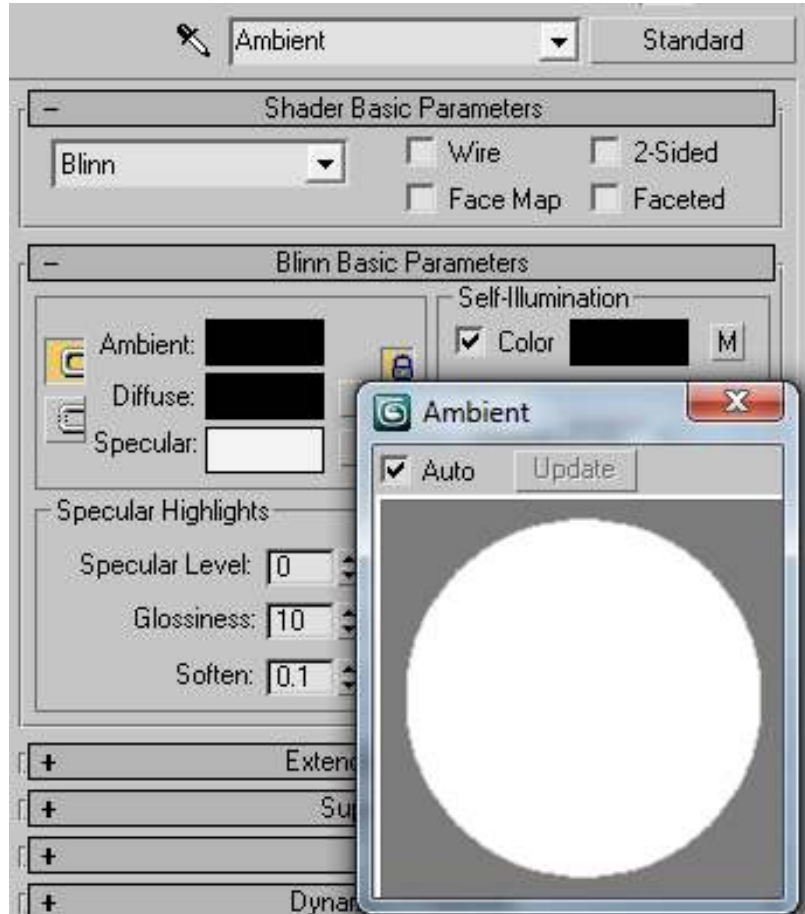 Ambient Standard
Shader Basic Parameters
Blinn Wire 2-Sided
Face Map Faceted
Blinn Basic Parameters
Self-Illumination
Ambient: Color M
Diffuse:
Specular:
Ambient
Auto Update
Specular Highlights
Specular Level: 0
Glossiness: 10
Soften: 0.1